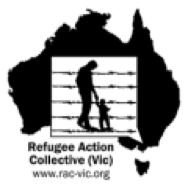 Refugee Action
Collective (Vic)
www.rac-vic.org